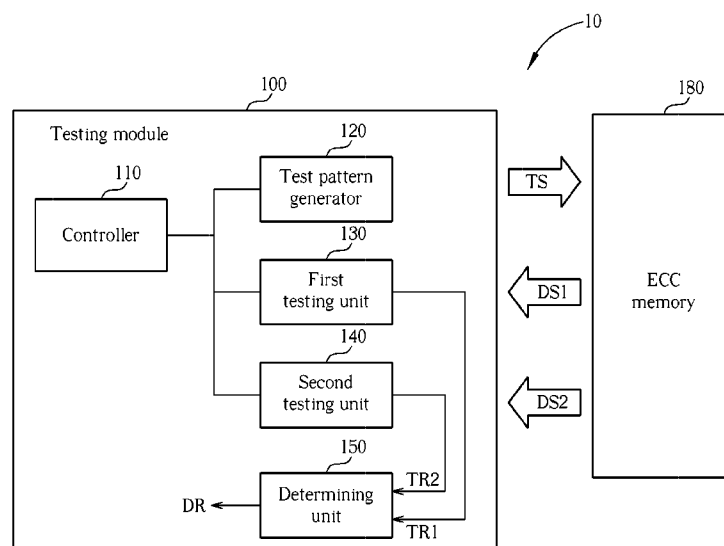 10
100
180
Testing module
120
Test pattern
generator
110
Controller
TS
130
First
testing unit
DS1
ECC
memory
140
Second
testing unit
DS2
150
Determining
unit
TR2
DR
TR1